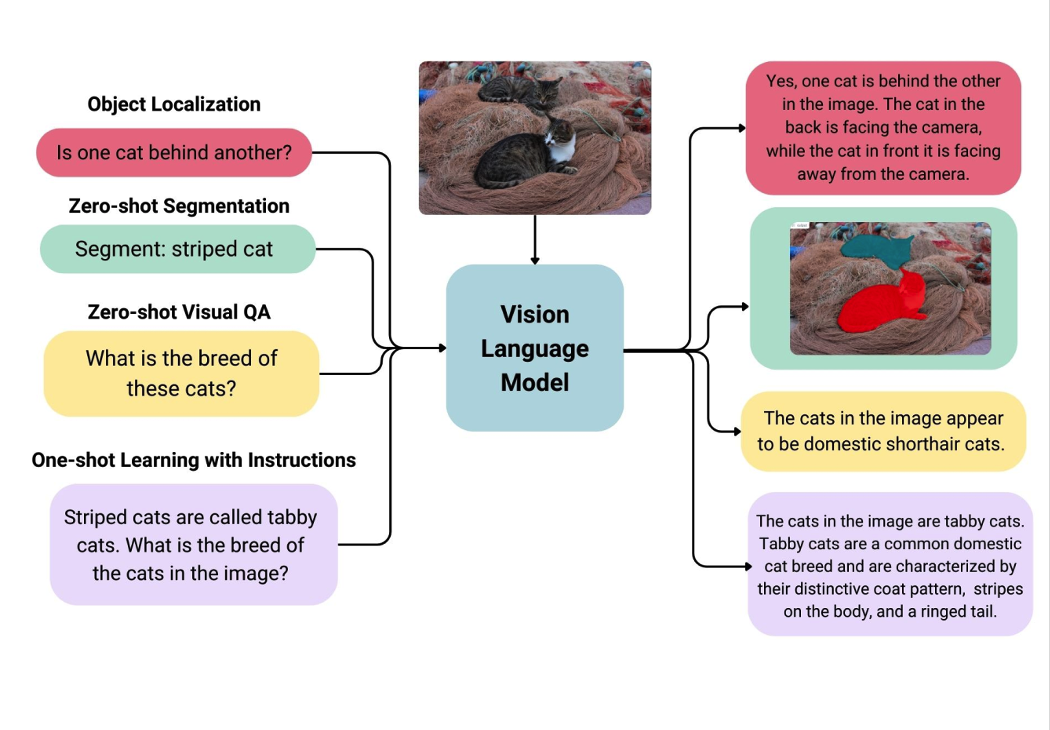 Object Localization
Is one cat behind another?
Zero-shot Segmentation
Segment: striped cat
Zero-shot Visual QA
What is the breed of
these cats?
One-shot Learning with Instructions
Striped cats are called tabby
cats. What is the breed of
the cats in the image?
Vision
Language
Model
Yes, one cat is behind the other
in the image. The cat in the
back is facing the camera,
while the cat in front it is facing
away from the camera.
The cats in the image appear
to be domestic shorthair cats.
The cats in the image are tabby cats.
Tabby cats are a common domestic
cat breed and are characterized by
their distinctive coat pattern,  stripes
on the body, and a ringed tail.